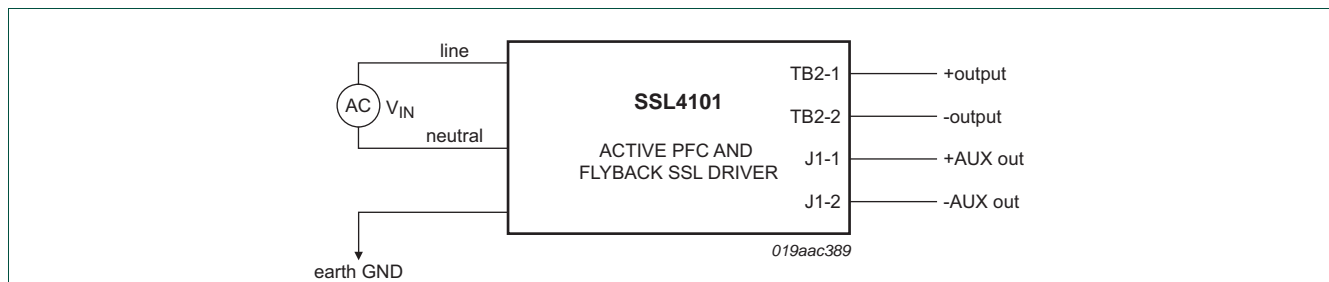 line
AC
V_IN
neutral
earth GND
SSL4101
ACTIVE PFC AND
FLYBACK SSL DRIVER
TB2-1
TB2-2
J1-1
J1-2
+output
-output
+AUX out
-AUX out
019aac389